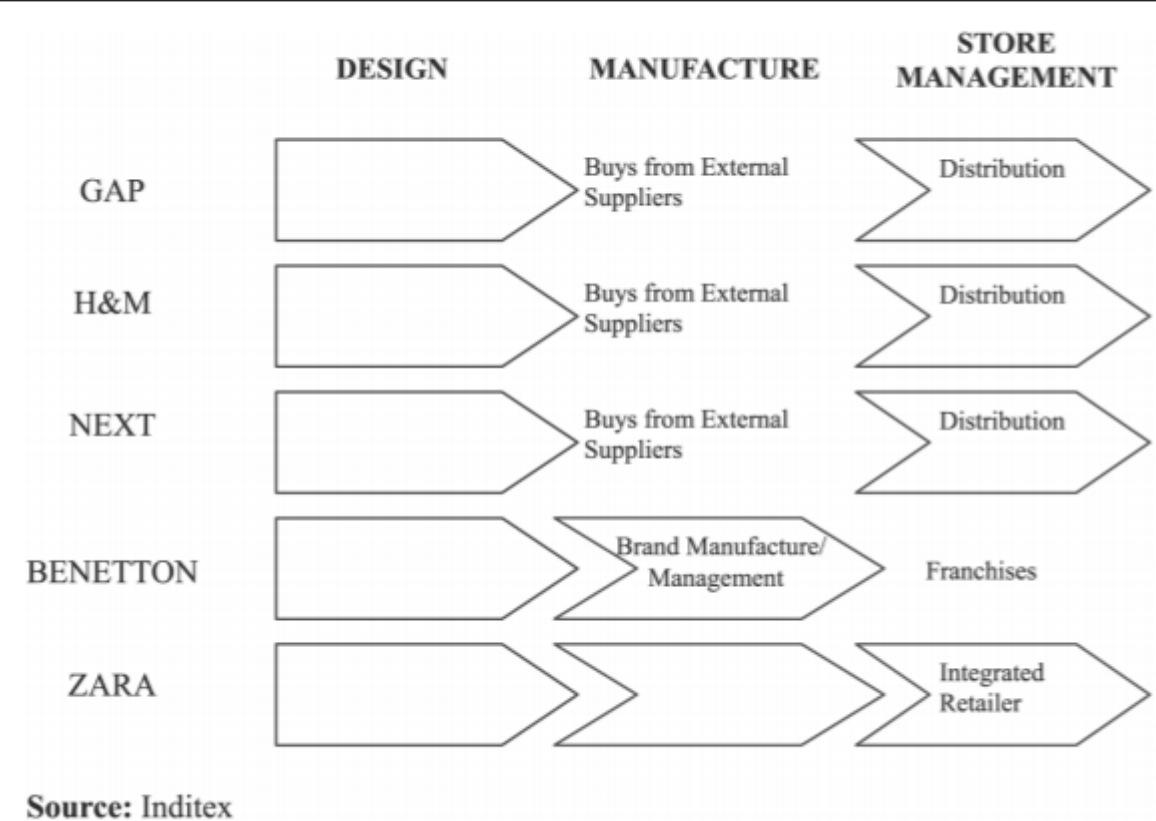 DESIGN
MANUFACTURE
STORE
MANAGEMENT
GAP
Buys from External
Suppliers
Distribution
H&M
Buys from External
Suppliers
Distribution
NEXT
Buys from External
Suppliers
Distribution
BENETTON
Brand Manufacture/
Management
Franchises
ZARA
Integrated
Retailer
Source: Inditex